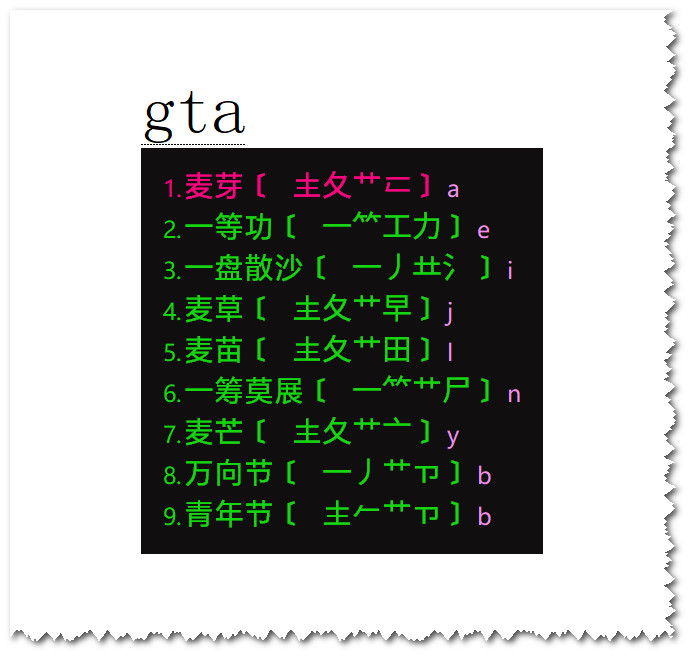 gta
1.麦芽〔 龶夂艹匚〕a
2.一等功〔 一⺮工力〕e
3.一盘散沙〔 一丿龷氵〕i
4.麦草〔 龶夂艹早〕j
5.麦苗〔 龶夂艹田〕l
6.一筹莫展〔 一⺮艹尸〕n
7.麦芒〔 龶夂艹亠〕y
8.万向节〔 一丿艹卩〕b
9.青年节〔 龶𠂉艹卩〕b